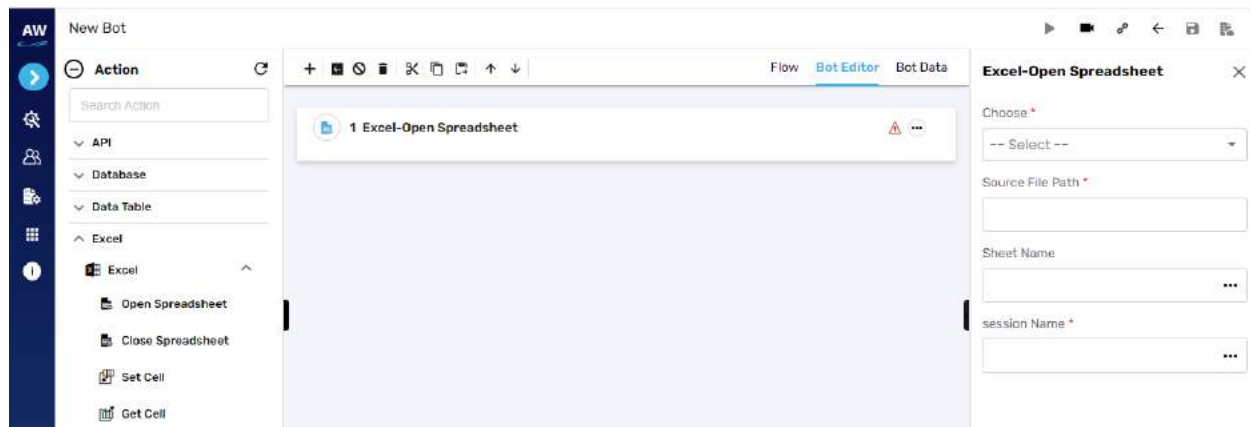 AW
New Bot
Action
Search Action
API
Database
Data Table
Excel
Excel
Open Spreadsheet
Close Spreadsheet
Set Cell
Get Cell
Flow Bot Editor Bot Data
1 Excel-Open Spreadsheet
Excel-Open Spreadsheet
Choose *
-- Select --
Source File Path *
Sheet Name
session Name *